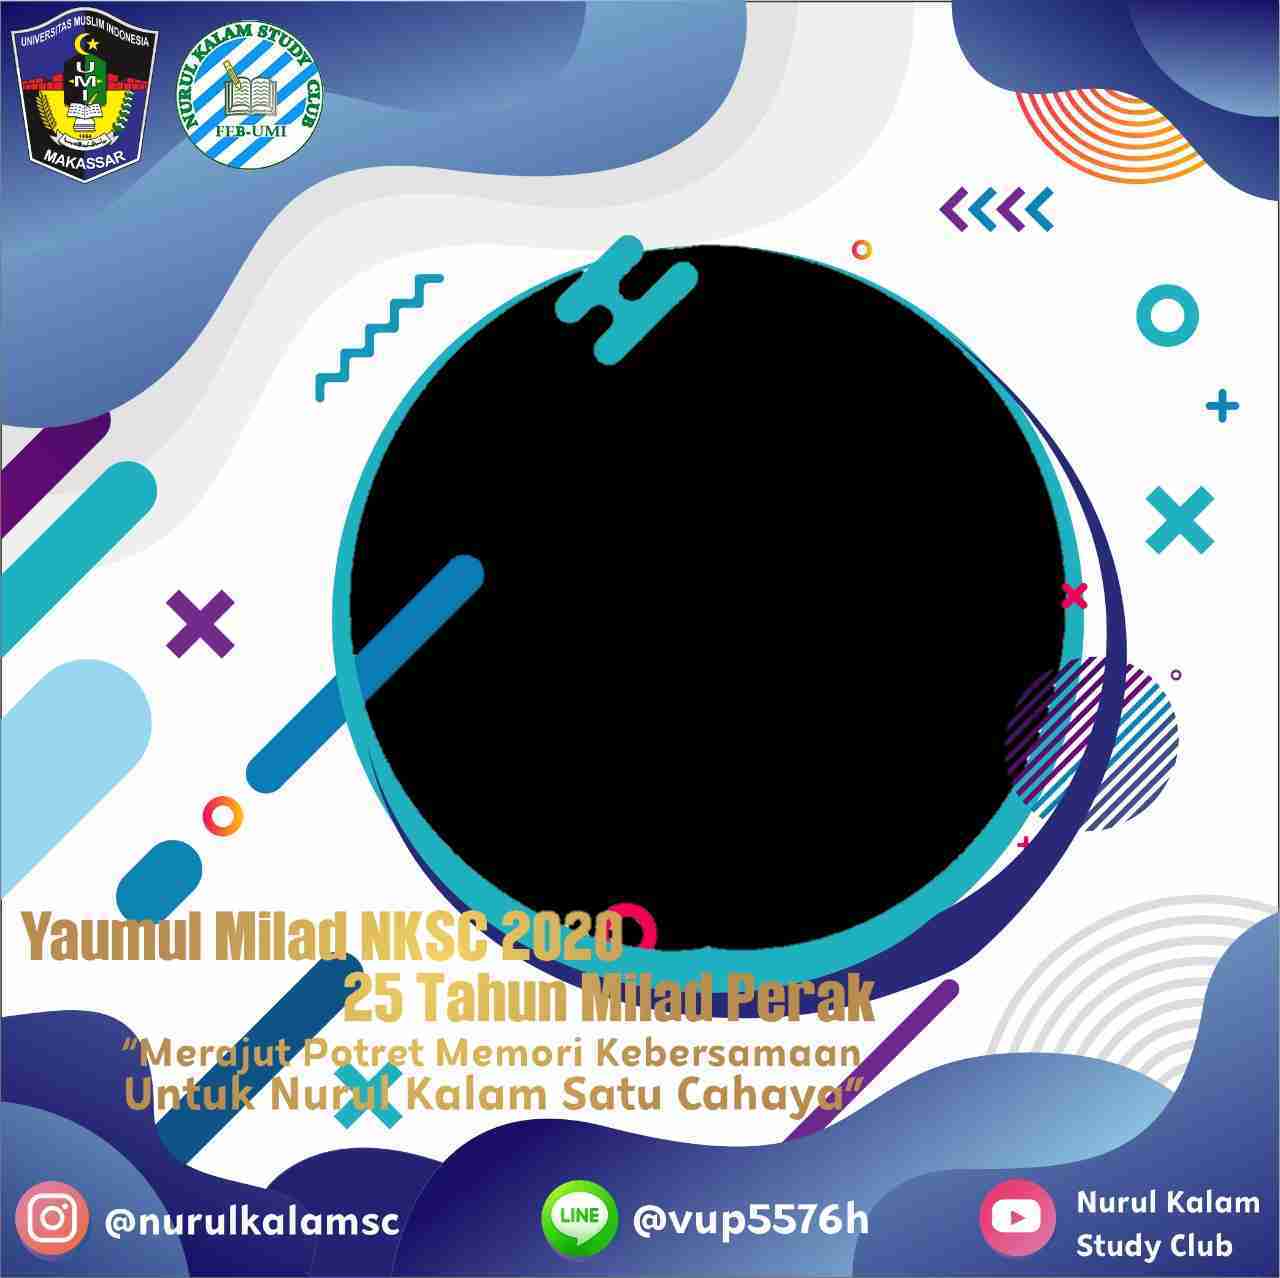 UNIVERSITAS MUSLIM INDONESIA
UMI
MAKASSAR
NURUL KALAM STUDY CLUB
FEB-UMI
Yaumul Milad NKSC 2020
25 Tahun Milad Perak
"Merajut Potret Memori Kebersamaan
Untuk Nurul Kalam Satu Cahaya"
@nurulkalamsc
LINE
@vup5576h
Nurul Kalam
Study Club